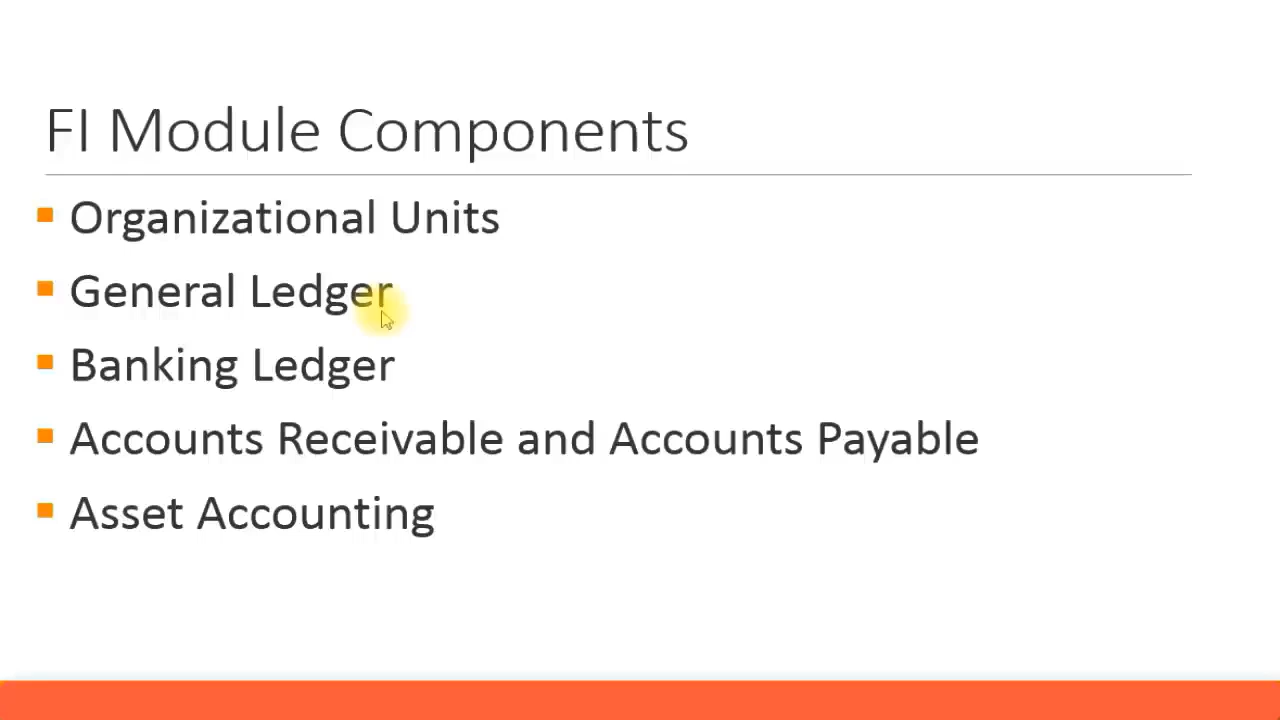 FI Module Components
Organizational Units
General Ledger
Banking Ledger
Accounts Receivable and Accounts Payable
Asset Accounting